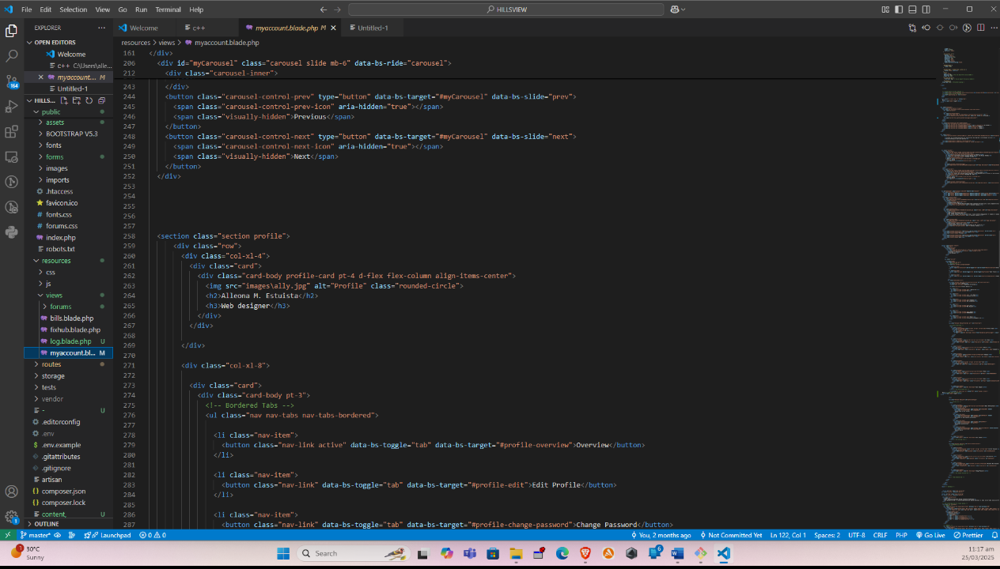 File Edit Selection View Go Run Terminal Help
HILLSVIEW
EXPLORER
Welcome
c++
myaccount.blade.php M
Untitled-1
OPEN EDITORS
Welcome
c++ C:\Users\alle...
myaccount.... M
Untitled-1
HILLS...
public
assets
BOOTSTRAP V5.3
fonts
forms
images
imports
.htaccess
favicon.ico
# fonts.css
# forums.css
index.php
robots.txt
resources
css
js
views
forums
bills.blade.php
fixhub.blade.php
log.blade.php U
myaccount.bl... M
routes
storage
tests
vendor
- U
.editorconfig
.env
$ .env.example
.gitattributes
.gitignore
artisan
{} composer.json
{} composer.lock
content, U
OUTLINE
164
1
resources > views > myaccount.blade.php
161 </div>
206 <div id="myCarousel" class="carousel slide mb-6" data-bs-ride="carousel">
212 <div class="carousel-inner">
243 </div>
244 <button class="carousel-control-prev" type="button" data-bs-target="#myCarousel" data-bs-slide="prev">
245 <span class="carousel-control-prev-icon" aria-hidden="true"></span>
246 <span class="visually-hidden">Previous</span>
247 </button>
248 <button class="carousel-control-next" type="button" data-bs-target="#myCarousel" data-bs-slide="next">
249 <span class="carousel-control-next-icon" aria-hidden="true"></span>
250 <span class="visually-hidden">Next</span>
251 </button>
252 </div>
253
254
255
256
257
258 <section class="section profile">
259 <div class="row">
260 <div class="col-xl-4">
261 <div class="card">
262 <div class="card-body profile-card pt-4 d-flex flex-column align-items-center">
263 <img src="images\ally.jpg" alt="Profile" class="rounded-circle">
264 <h2>Alleona M. Estuista</h2>
265 <h3>Web designer</h3>
266 </div>
267 </div>
268
269 </div>
270
271 <div class="col-xl-8">
272
273 <div class="card">
274 <div class="card-body pt-3">
275 <!-- Bordered Tabs -->
276 <ul class="nav nav-tabs nav-tabs-bordered">
277
278 <li class="nav-item">
279 <button class="nav-link active" data-bs-toggle="tab" data-bs-target="#profile-overview">Overview</button>
280 </li>
281
282 <li class="nav-item">
283 <button class="nav-link" data-bs-toggle="tab" data-bs-target="#profile-edit">Edit Profile</button>
284 </li>
285
286 <li class="nav-item">
287 <button class="nav-link" data-bs-toggle="tab" data-bs-target="#profile-change-password">Change Password</button>
master* Launchpad 0 0 You, 2 months ago Not Committed Yet Ln 122, Col 1 Spaces: 2 UTF-8 CRLF PHP Go Live Prettier
1
30°C
Sunny
Search
6
11:17 am
25/03/2025